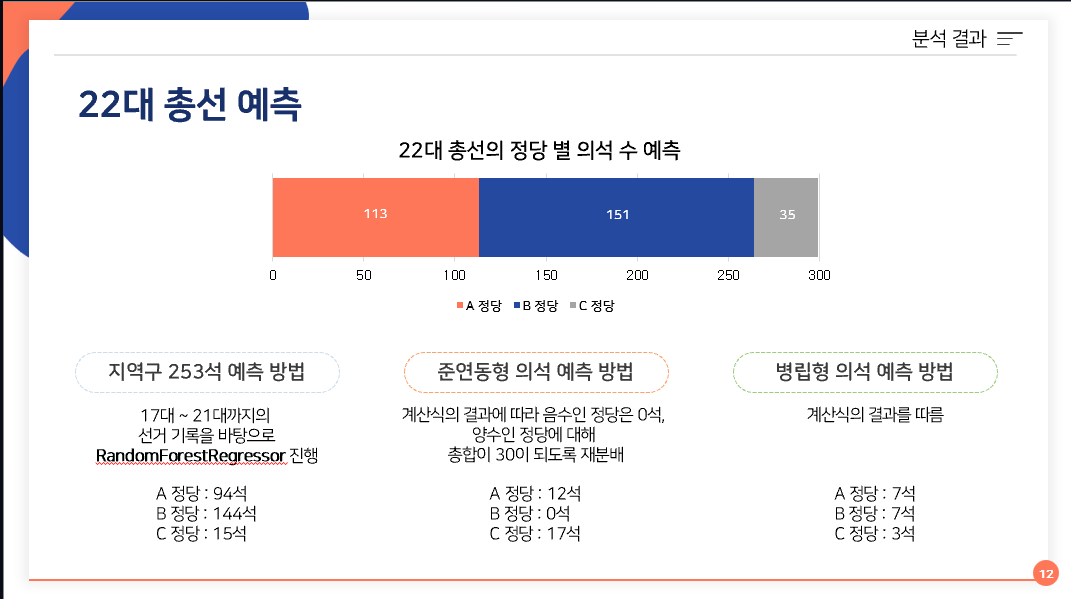 분석 결과
22대 총선 예측
22대 총선의 정당 별 의석 수 예측
113 151 35
0 50 100 150 200 250 300
A 정당 B 정당 C 정당
지역구 253석 예측 방법
17대 ~ 21대까지의
선거 기록을 바탕으로
RandomForestRegressor 진행
A 정당 : 94석
B 정당 : 144석
C 정당 : 15석
준연동형 의석 예측 방법
계산식의 결과에 따라 음수인 정당은 0석,
양수인 정당에 대해
총합이 30이 되도록 재분배
A 정당 : 12석
B 정당 : 0석
C 정당 : 17석
병립형 의석 예측 방법
계산식의 결과를 따름
A 정당 : 7석
B 정당 : 7석
C 정당 : 3석
12